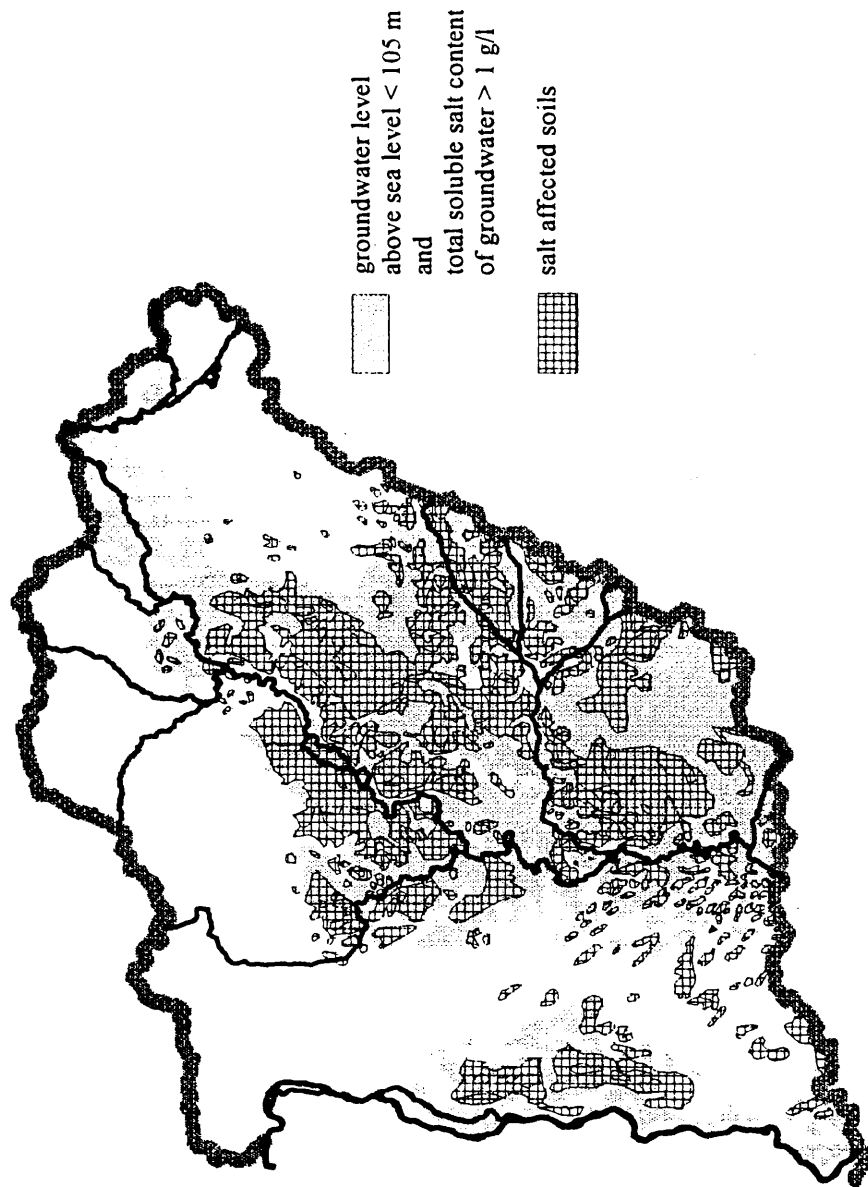 groundwater level
above sea level < 105 m
and
total soluble salt content
of groundwater > 1 g/l
salt affected soils